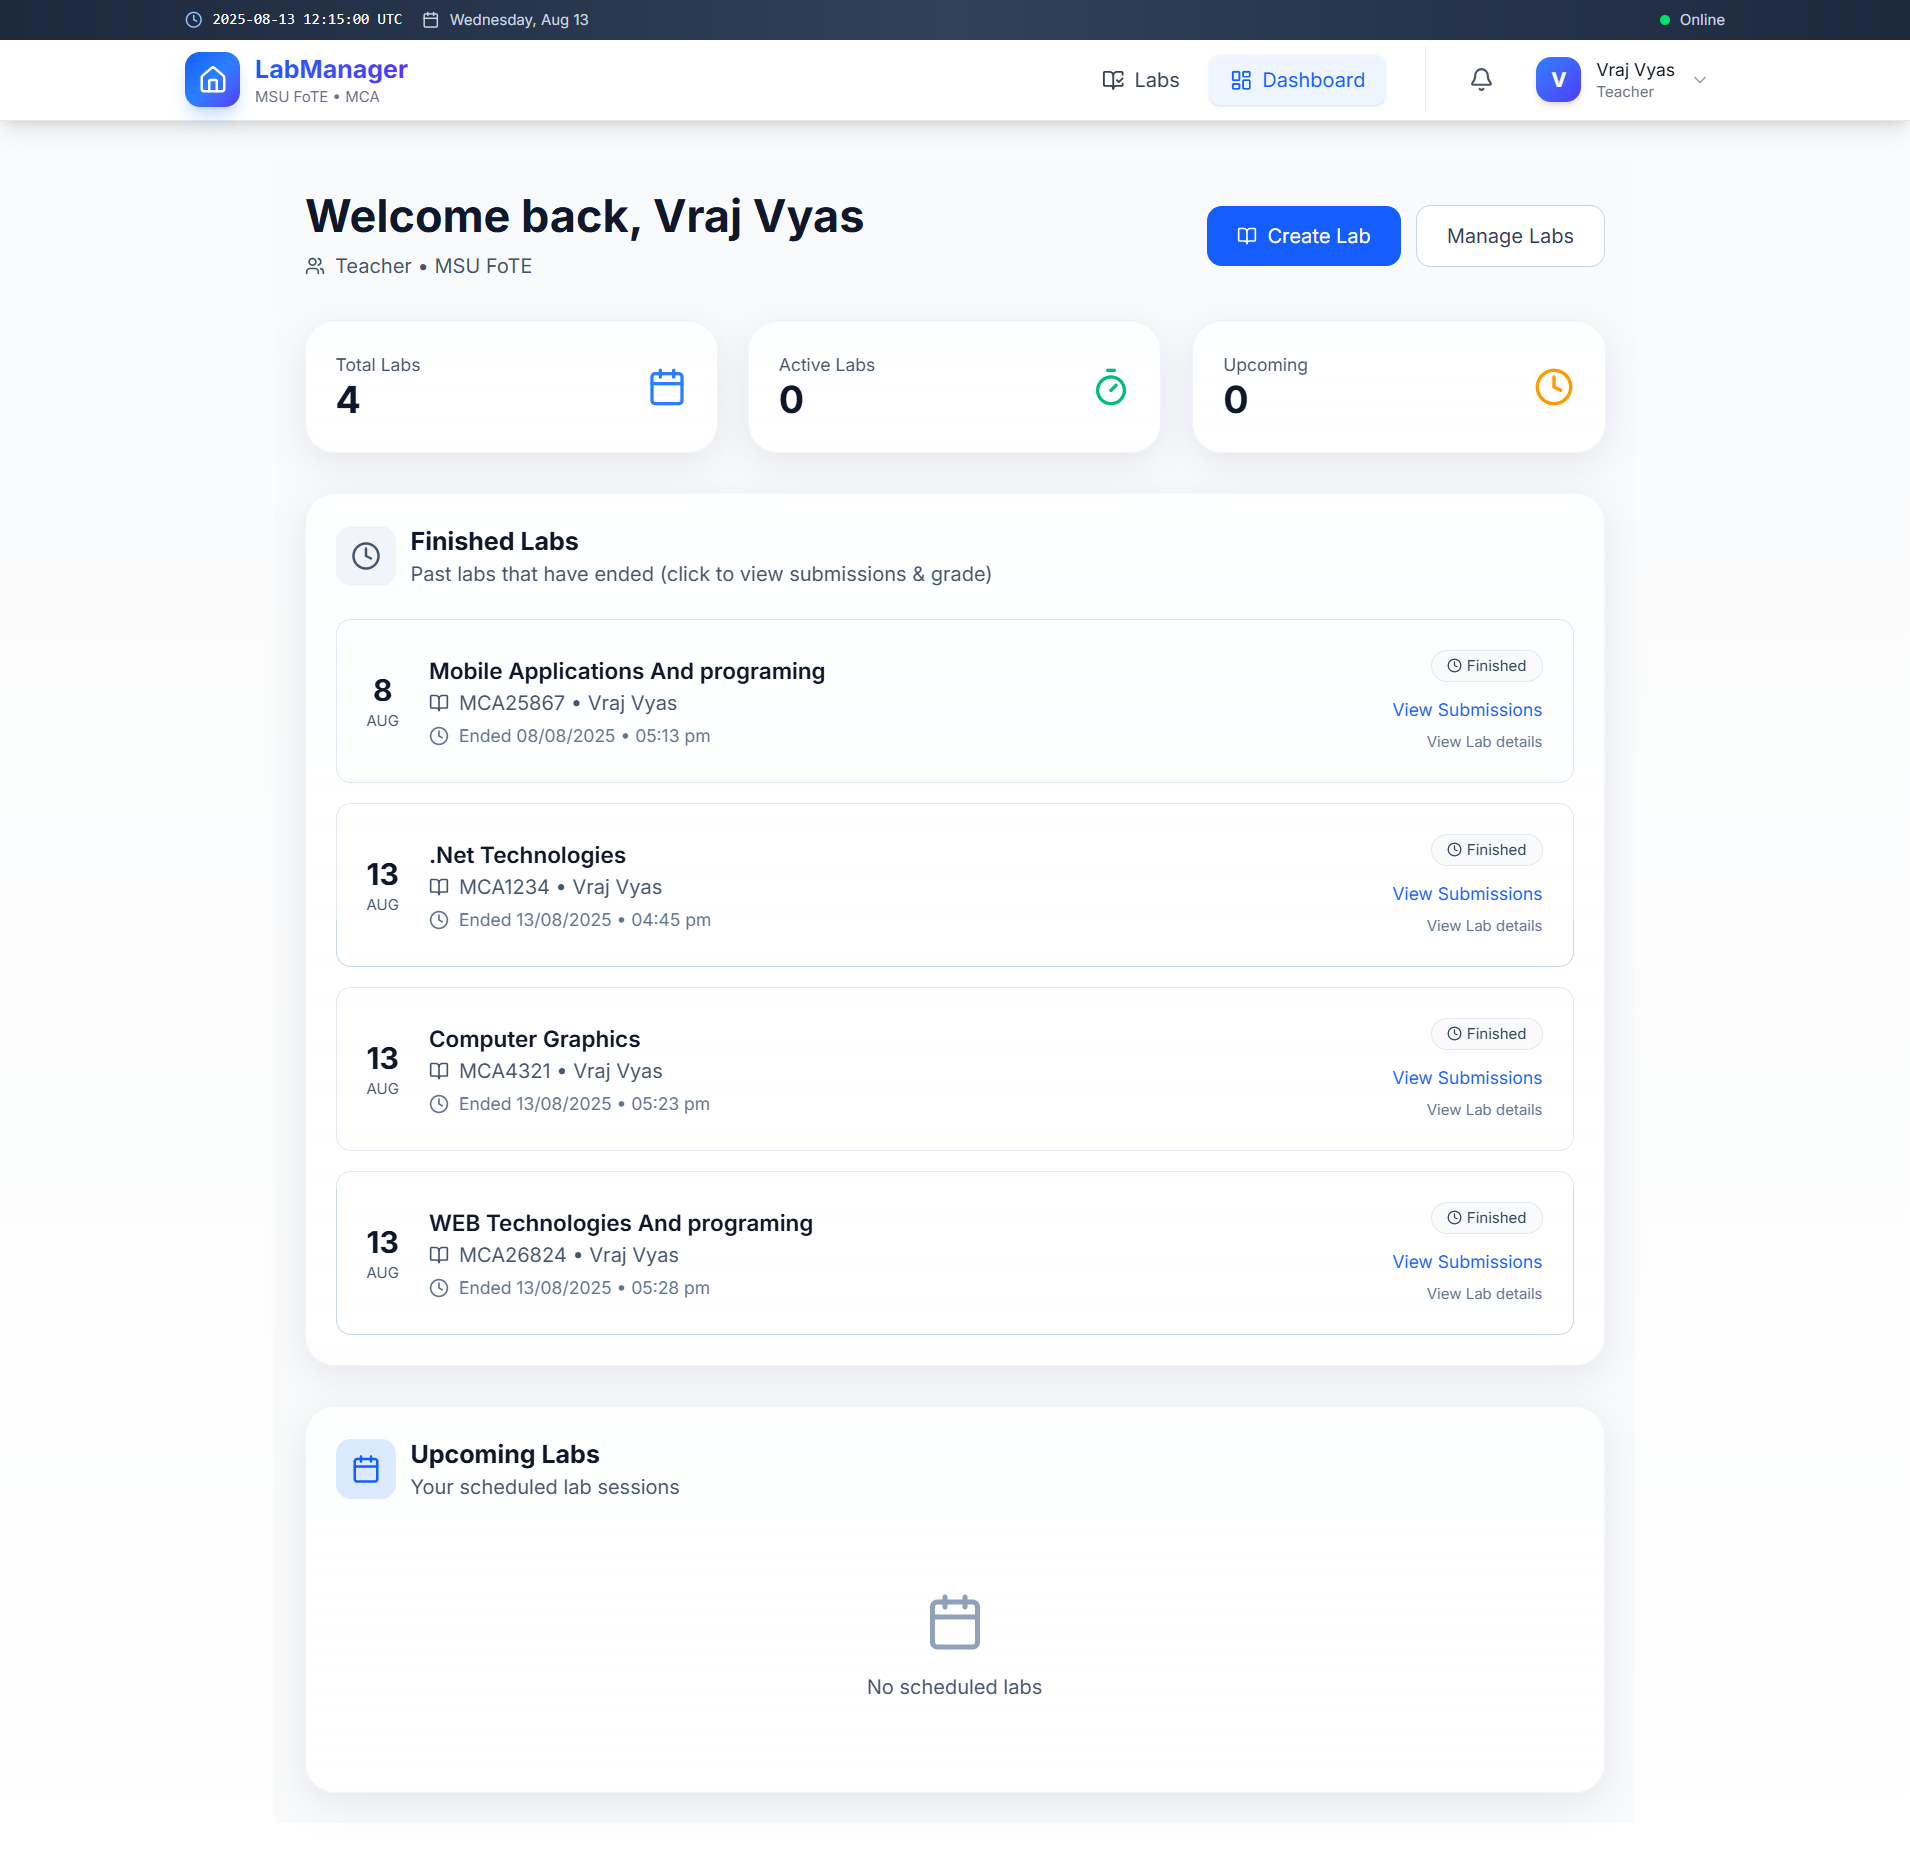 2025-08-13 12:15:00 UTC Wednesday, Aug 13 Online
LabManager
MSU FoTE • MCA
Labs Dashboard
V
Vraj Vyas
Teacher
Welcome back, Vraj Vyas
Teacher • MSU FoTE
Create Lab Manage Labs
Total Labs
4
Active Labs
0
Upcoming
0
Finished Labs
Past labs that have ended (click to view submissions & grade)
8
AUG
Mobile Applications And programing
MCA25867 • Vraj Vyas
Ended 08/08/2025 • 05:13 pm
Finished
View Submissions
View Lab details
13
AUG
.Net Technologies
MCA1234 • Vraj Vyas
Ended 13/08/2025 • 04:45 pm
Finished
View Submissions
View Lab details
13
AUG
Computer Graphics
MCA4321 • Vraj Vyas
Ended 13/08/2025 • 05:23 pm
Finished
View Submissions
View Lab details
13
AUG
WEB Technologies And programing
MCA26824 • Vraj Vyas
Ended 13/08/2025 • 05:28 pm
Finished
View Submissions
View Lab details
Upcoming Labs
Your scheduled lab sessions
No scheduled labs